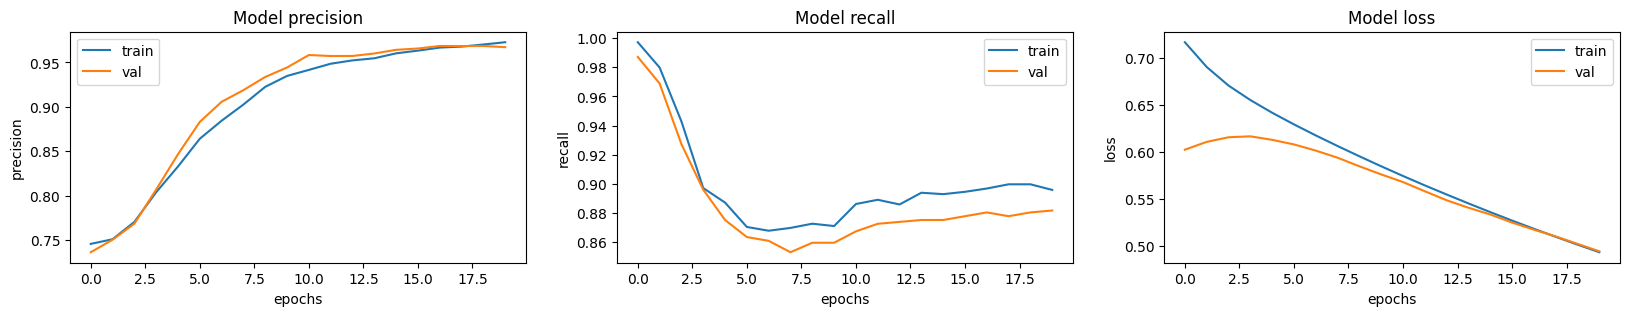 Model precision
train
val
0.95
0.90
0.85
0.80
0.75
precision
0.0 2.5 5.0 7.5 10.0 12.5 15.0 17.5
epochs
Model recall
train
val
1.00
0.98
0.96
0.94
0.92
0.90
0.88
0.86
recall
0.0 2.5 5.0 7.5 10.0 12.5 15.0 17.5
epochs
Model loss
train
val
0.70
0.65
0.60
0.55
0.50
loss
0.0 2.5 5.0 7.5 10.0 12.5 15.0 17.5
epochs